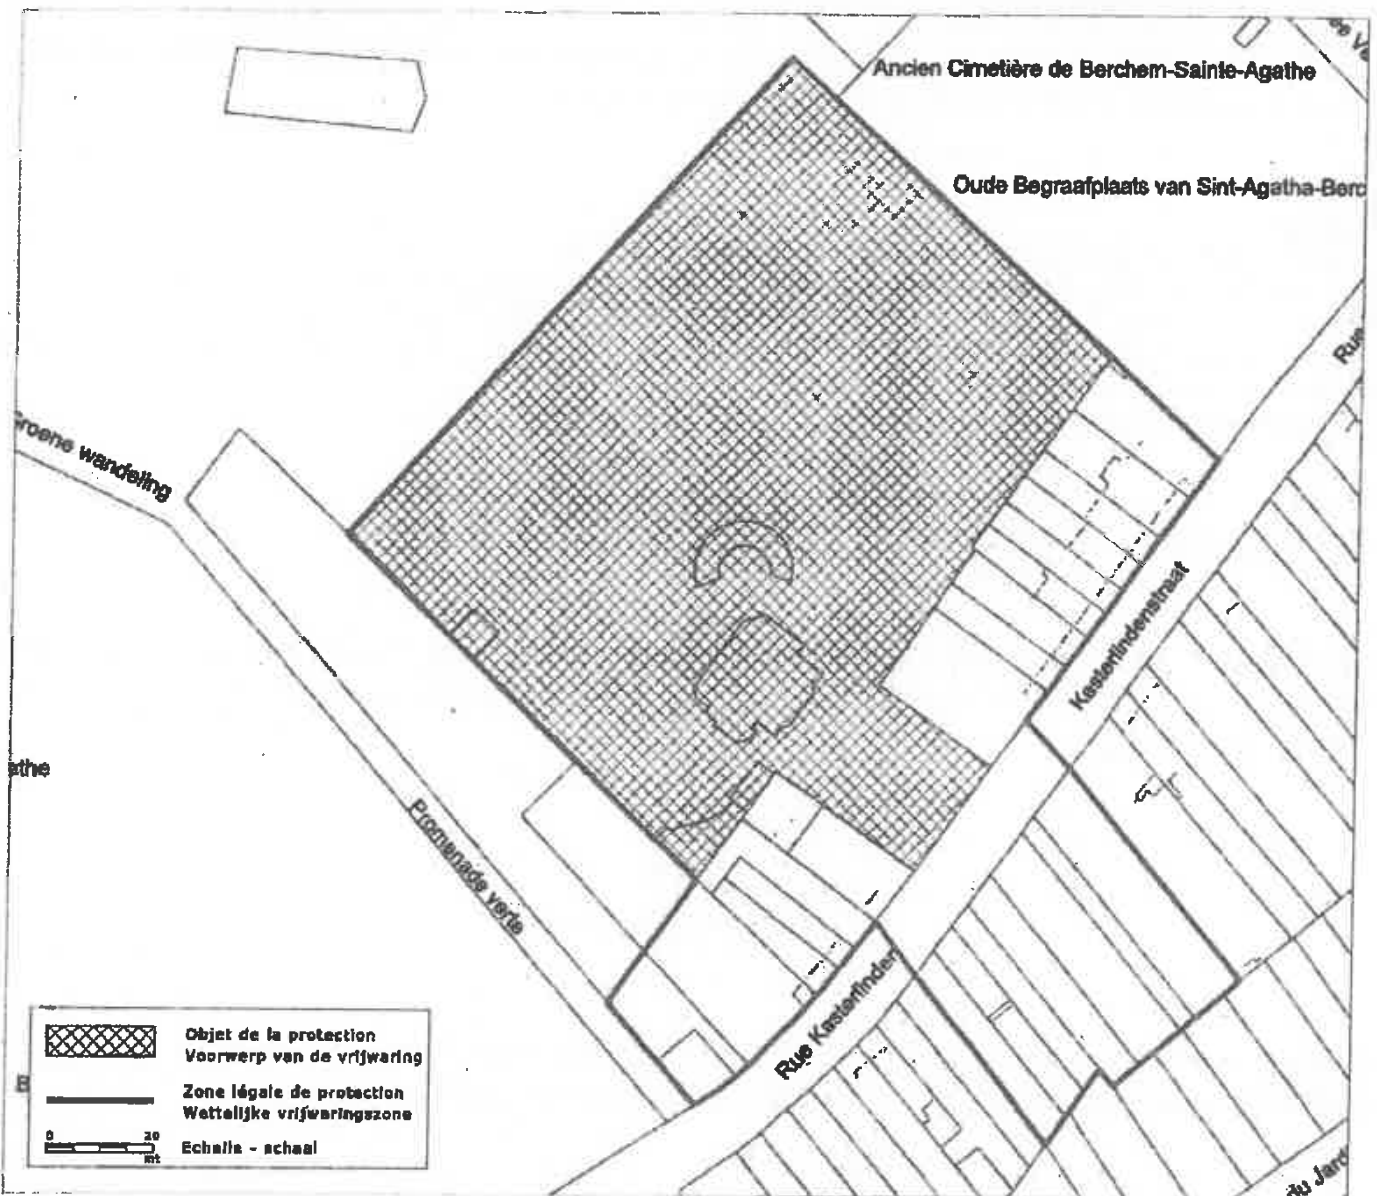 Ancien Cimetière de Berchem-Sainte-Agathe
Oude Begraafplaats van Sint-Agatha-Berc
Rue
Groene wandeling
Kasterlindenstraat
athe
Promenade verte
Rue Kasterlinden
du Jard
Objet de la protection
Voorwerp van de vrijwaring
Zone légale de protection
Wettelijke vrijwaringszone
0 20
mt
Echelle - schaal